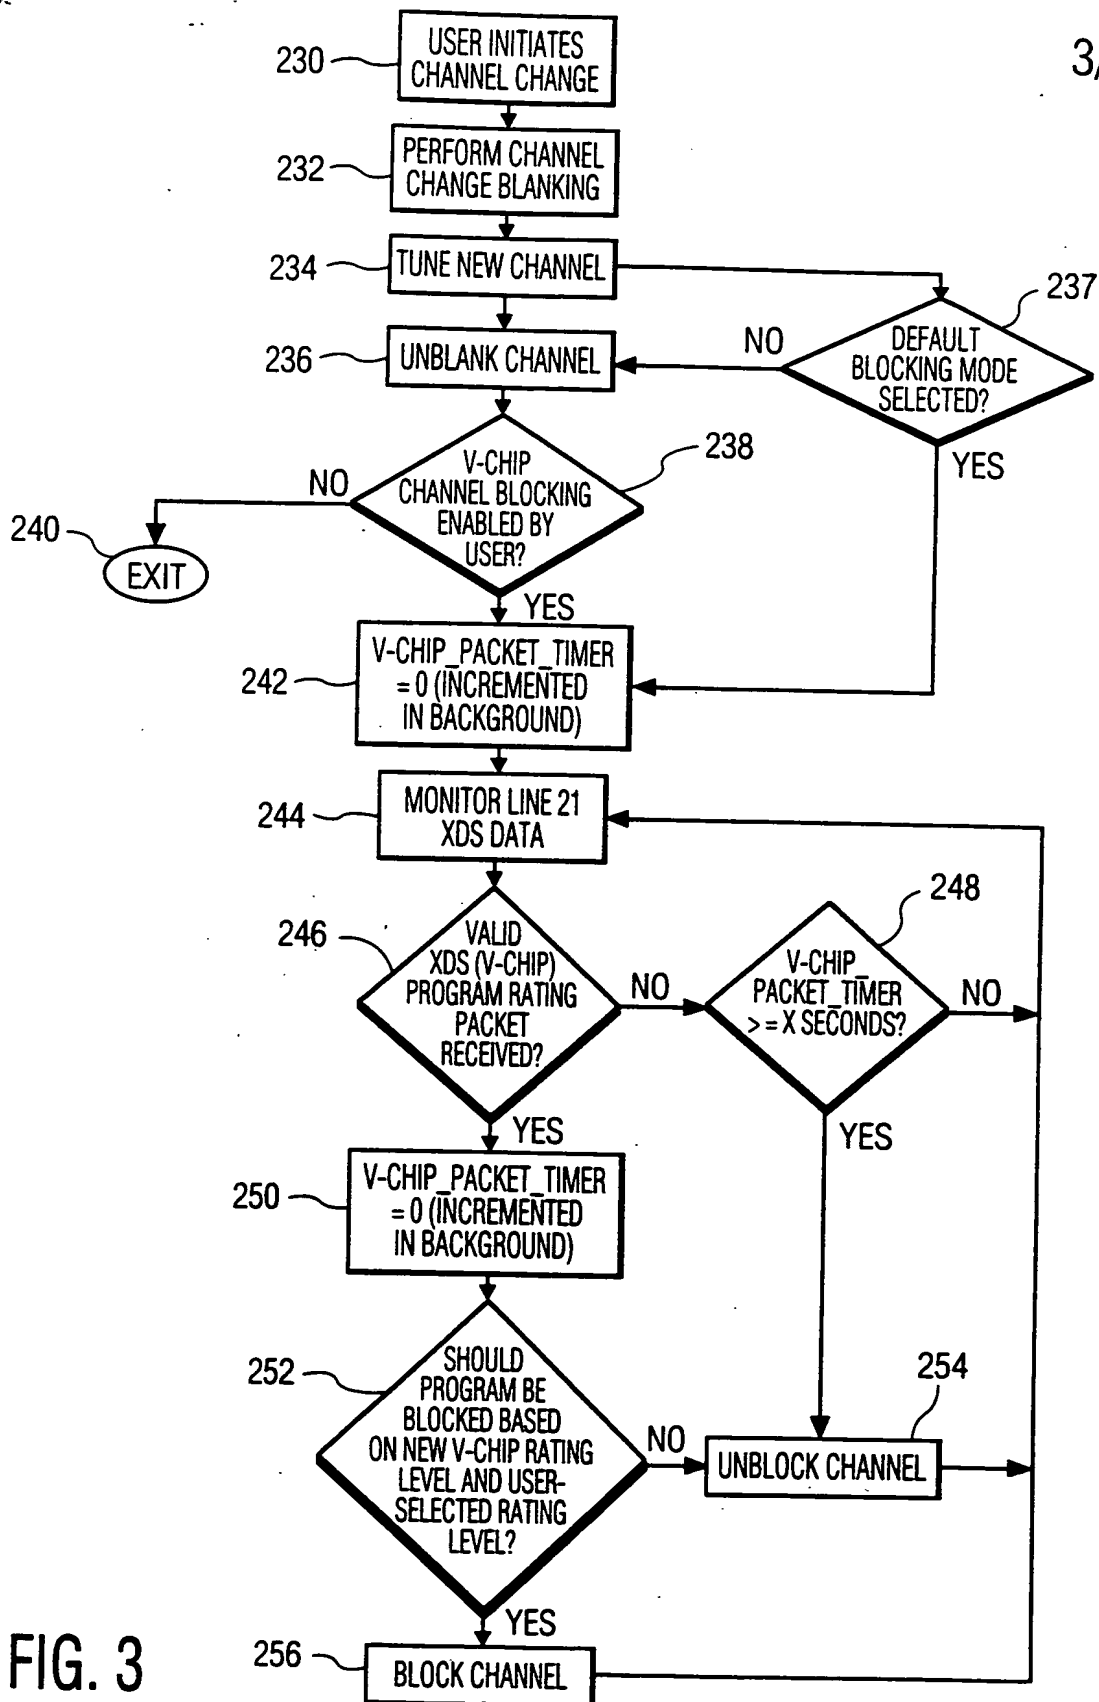 3/
230
USER INITIATES
CHANNEL CHANGE
232
PERFORM CHANNEL
CHANGE BLANKING
234
TUNE NEW CHANNEL
237
DEFAULT
BLOCKING MODE
SELECTED?
NO
YES
236
UNBLANK CHANNEL
238
V-CHIP
CHANNEL BLOCKING
ENABLED BY
USER?
NO
240
EXIT
YES
242
V-CHIP_PACKET_TIMER
= 0 (INCREMENTED
IN BACKGROUND)
244
MONITOR LINE 21
XDS DATA
246
VALID
XDS (V-CHIP)
PROGRAM RATING
PACKET
RECEIVED?
NO
248
V-CHIP_
PACKET_TIMER
> = X SECONDS?
NO
YES
YES
250
V-CHIP_PACKET_TIMER
= 0 (INCREMENTED
IN BACKGROUND)
252
SHOULD
PROGRAM BE
BLOCKED BASED
ON NEW V-CHIP RATING
LEVEL AND USER-
SELECTED RATING
LEVEL?
NO
254
UNBLOCK CHANNEL
YES
256
BLOCK CHANNEL
FIG. 3